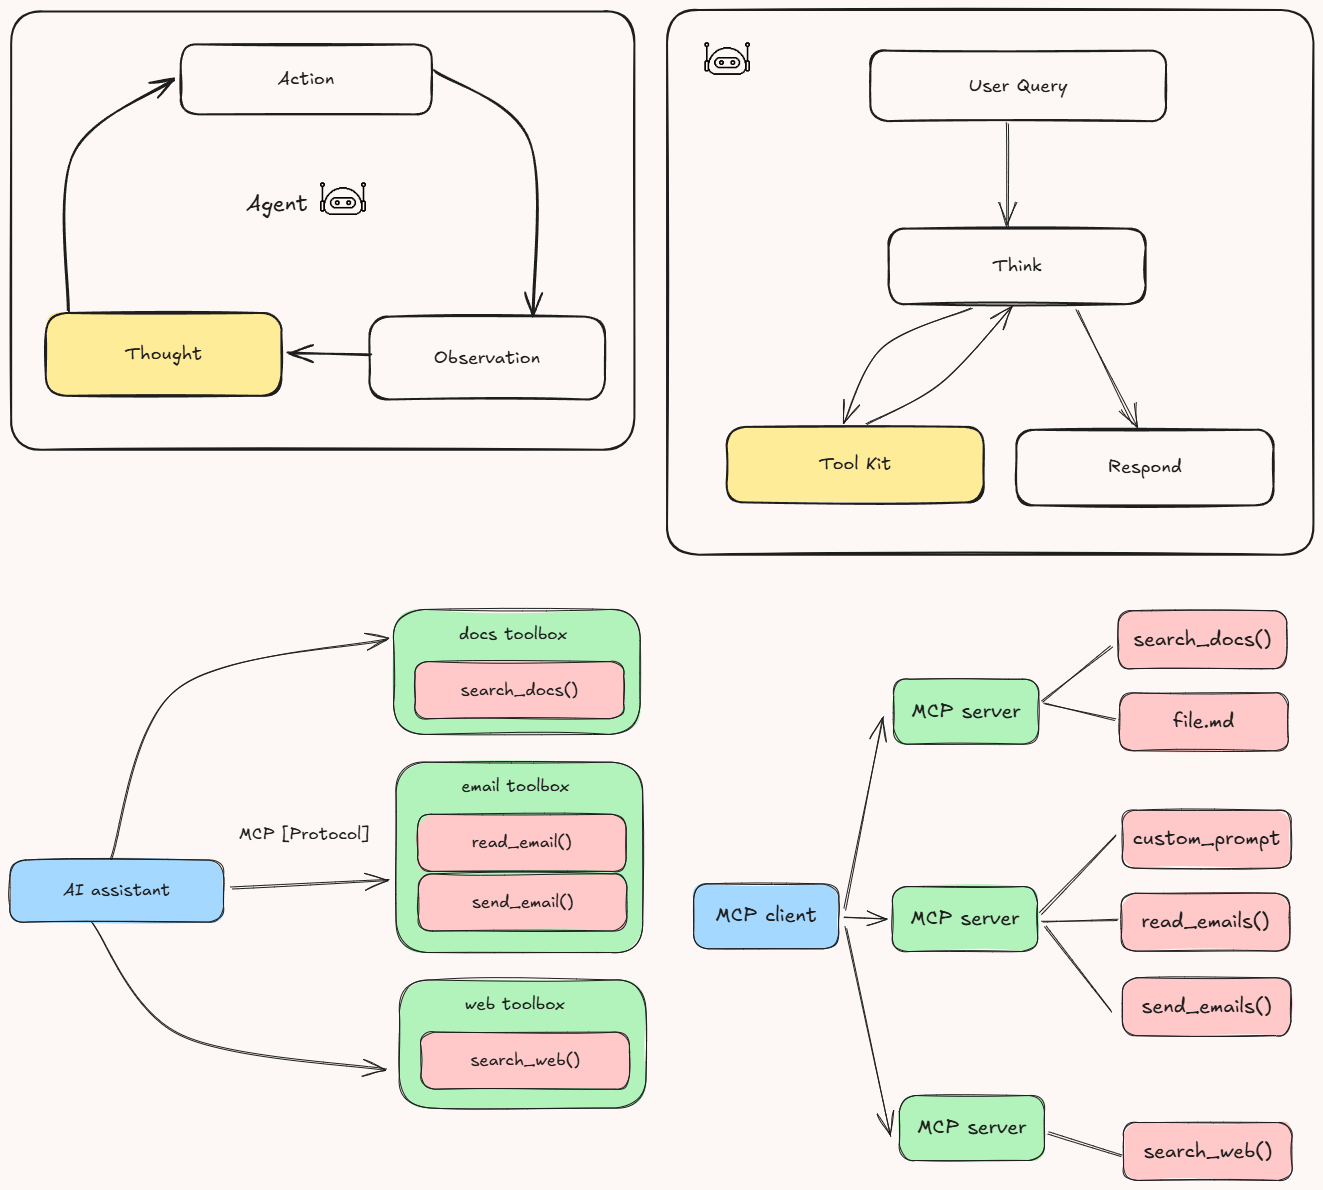 Action
Agent
Thought
Observation
User Query
Think
Tool Kit
Respond
docs toolbox
search_docs()
email toolbox
MCP [Protocol]
read_email()
AI assistant
send_email()
web toolbox
search_web()
search_docs()
MCP server
file.md
custom_prompt
MCP client
MCP server
read_emails()
send_emails()
MCP server
search_web()